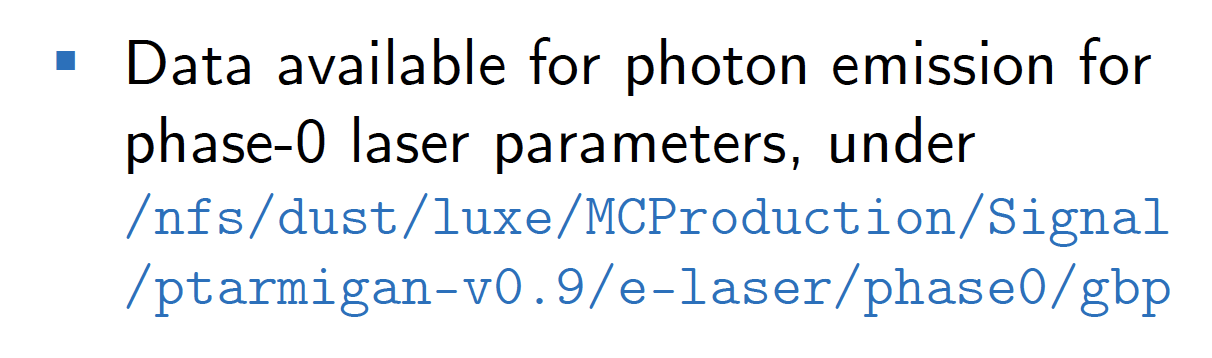 Data available for photon emission for
phase-0 laser parameters, under
/nfs/dust/luxe/MCProduction/Signal
/ptarmigan-v0.9/e-laser/phase0/gbp